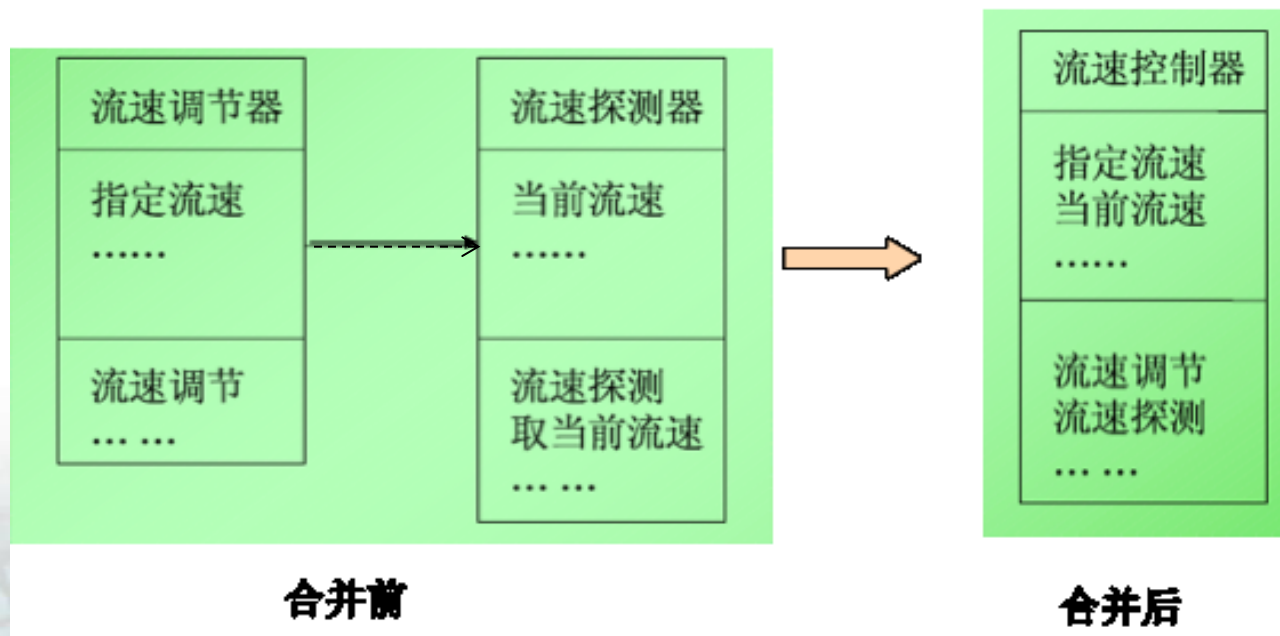 流速调节器
指定流速
……
流速调节
… …
流速探测器
当前流速
……
流速探测
取当前流速
… …
流速控制器
指定流速
当前流速
……
流速调节
流速探测
… …
合并前
合并后